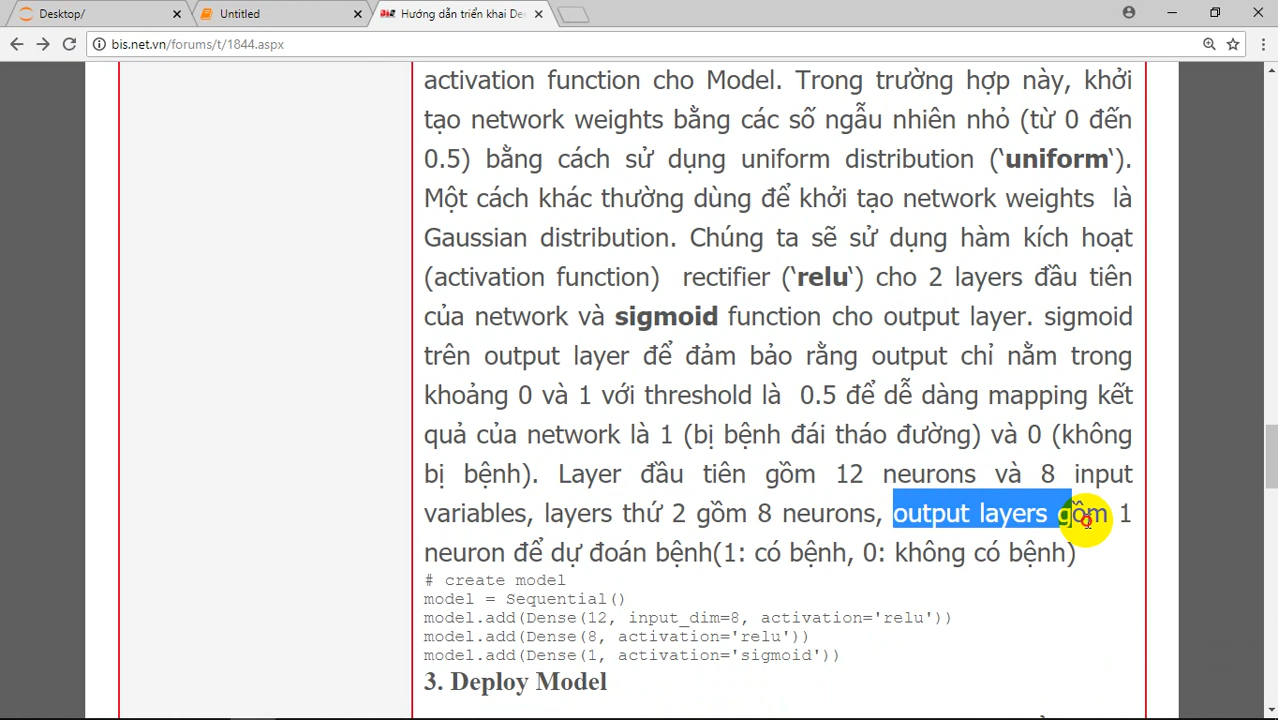 Desktop/
Untitled
Hướng dẫn triển khai De
bis.net.vn/forums/t/1844.aspx
activation function cho Model. Trong trường hợp này, khởi
tạo network weights bằng các số ngẫu nhiên nhỏ (từ 0 đến
0.5) bằng cách sử dụng uniform distribution (‘uniform‘).
Một cách khác thường dùng để khởi tạo network weights là
Gaussian distribution. Chúng ta sẽ sử dụng hàm kích hoạt
(activation function) rectifier (‘relu‘) cho 2 layers đầu tiên
của network và sigmoid function cho output layer. sigmoid
trên output layer để đảm bảo rằng output chỉ nằm trong
khoảng 0 và 1 với threshold là 0.5 để dễ dàng mapping kết
quả của network là 1 (bị bệnh đái tháo đường) và 0 (không
bị bệnh). Layer đầu tiên gồm 12 neurons và 8 input
variables, layers thứ 2 gồm 8 neurons, output layers gồm 1
neuron để dự đoán bệnh(1: có bệnh, 0: không có bệnh)
# create model
model = Sequential()
model.add(Dense(12, input_dim=8, activation='relu'))
model.add(Dense(8, activation='relu'))
model.add(Dense(1, activation='sigmoid'))
3. Deploy Model